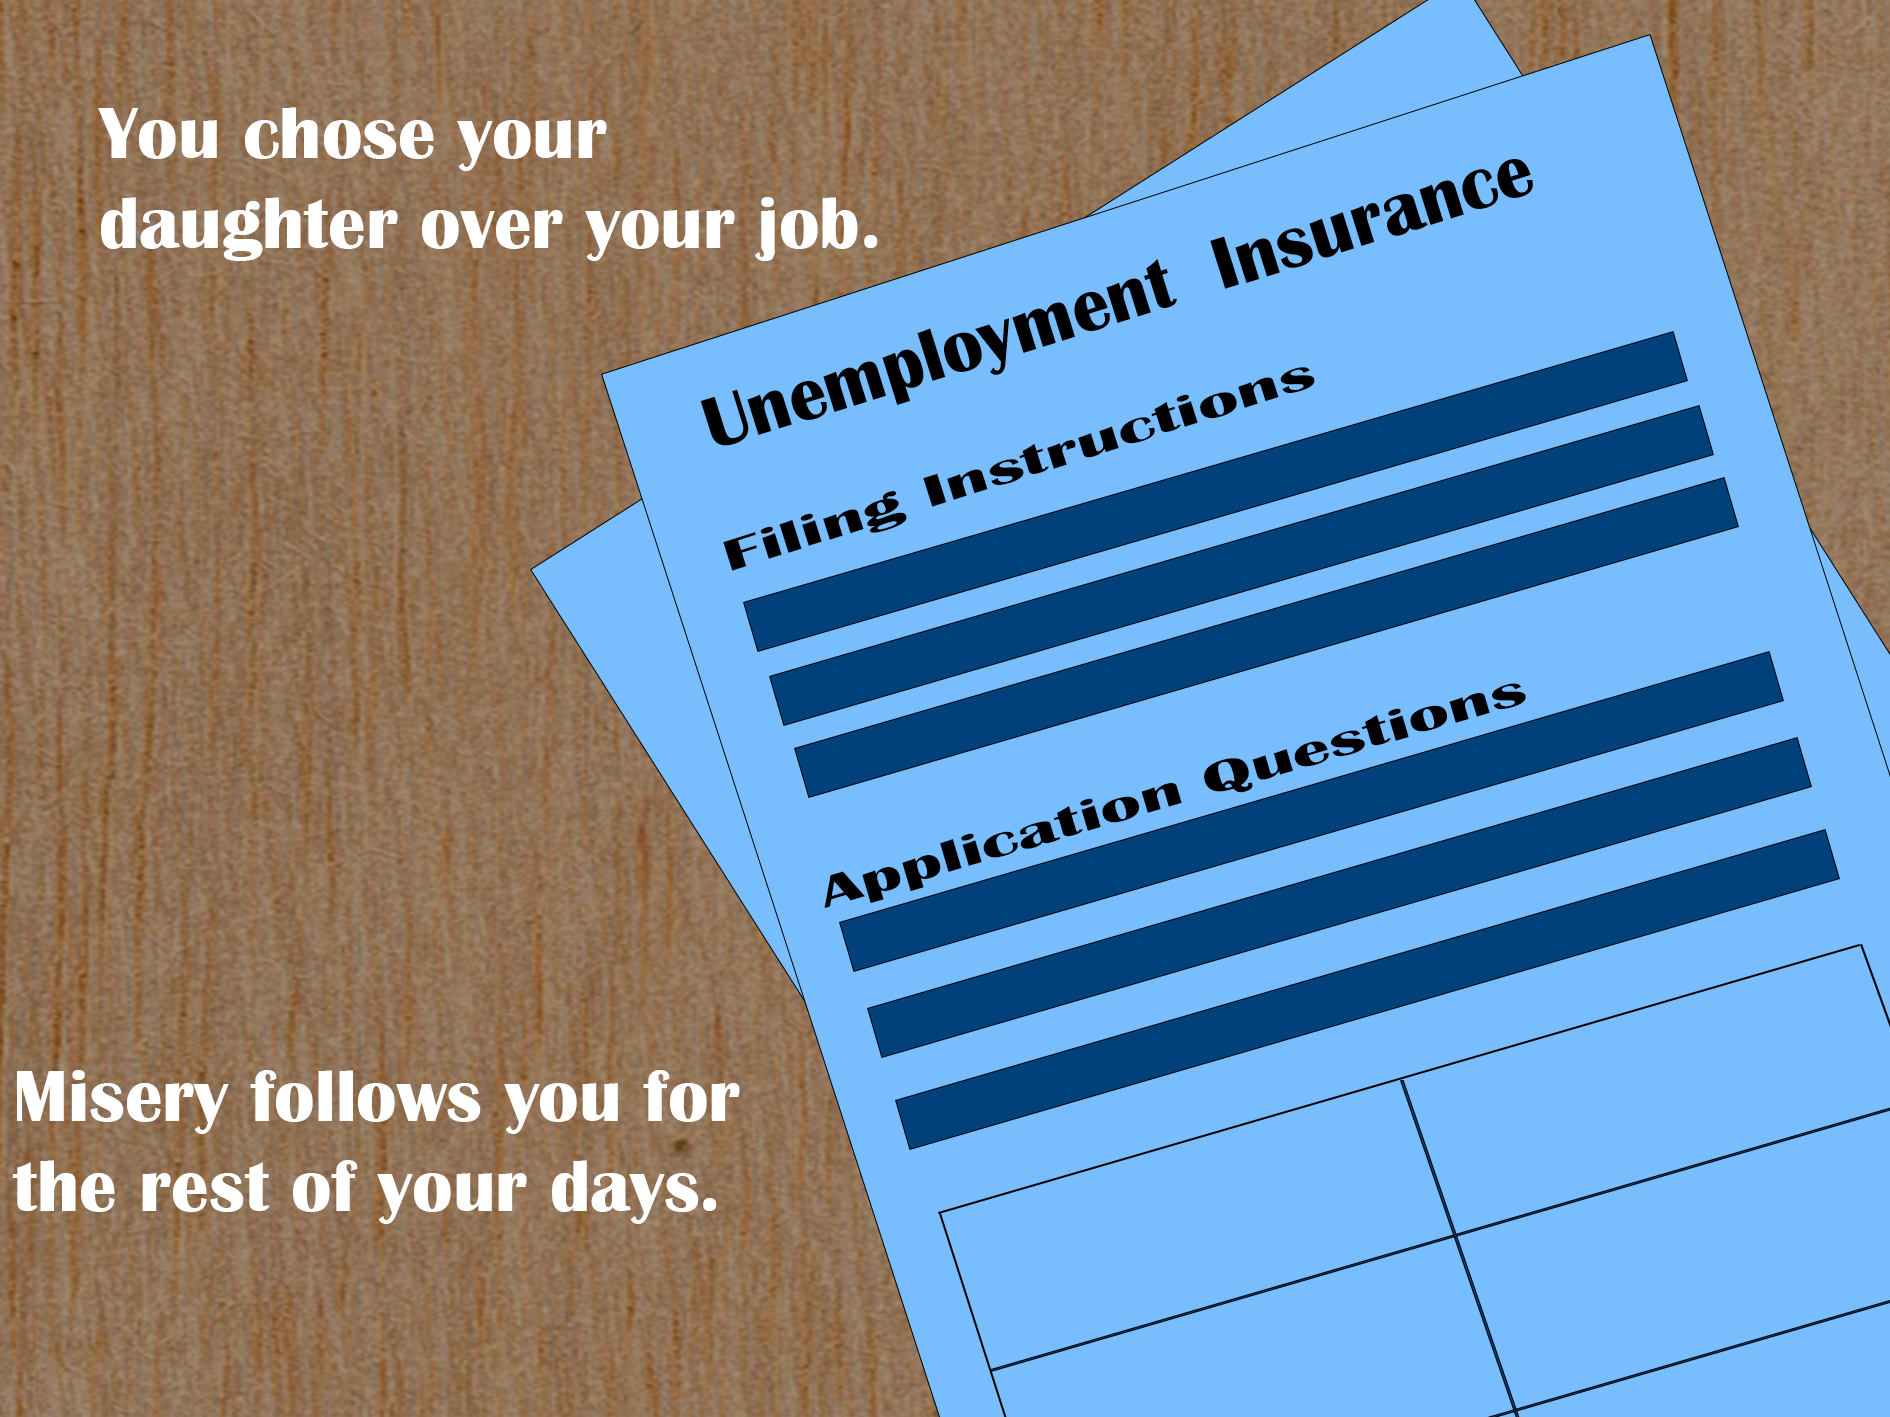 You chose your
daughter over your job.
Unemployment Insurance
Filing Instructions
Application Questions
Misery follows you for
the rest of your days.